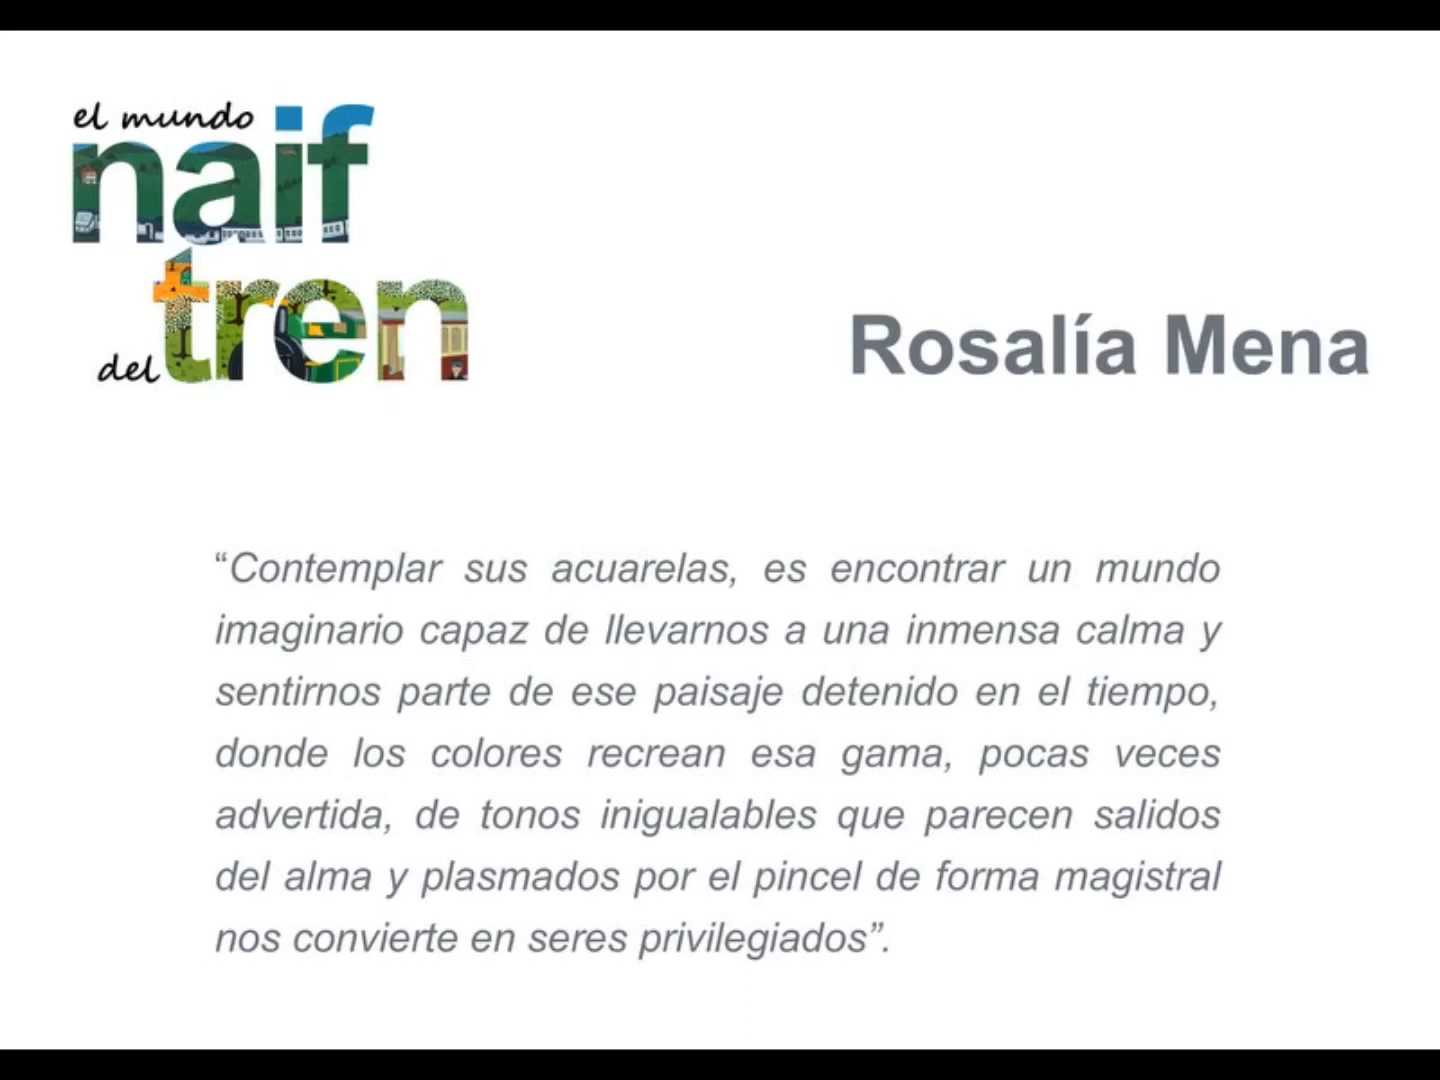 el mundo
naif
del tren
Rosalía Mena
“Contemplar sus acuarelas, es encontrar un mundo
imaginario capaz de llevarnos a una inmensa calma y
sentirnos parte de ese paisaje detenido en el tiempo,
donde los colores recrean esa gama, pocas veces
advertida, de tonos inigualables que parecen salidos
del alma y plasmados por el pincel de forma magistral
nos convierte en seres privilegiados”.